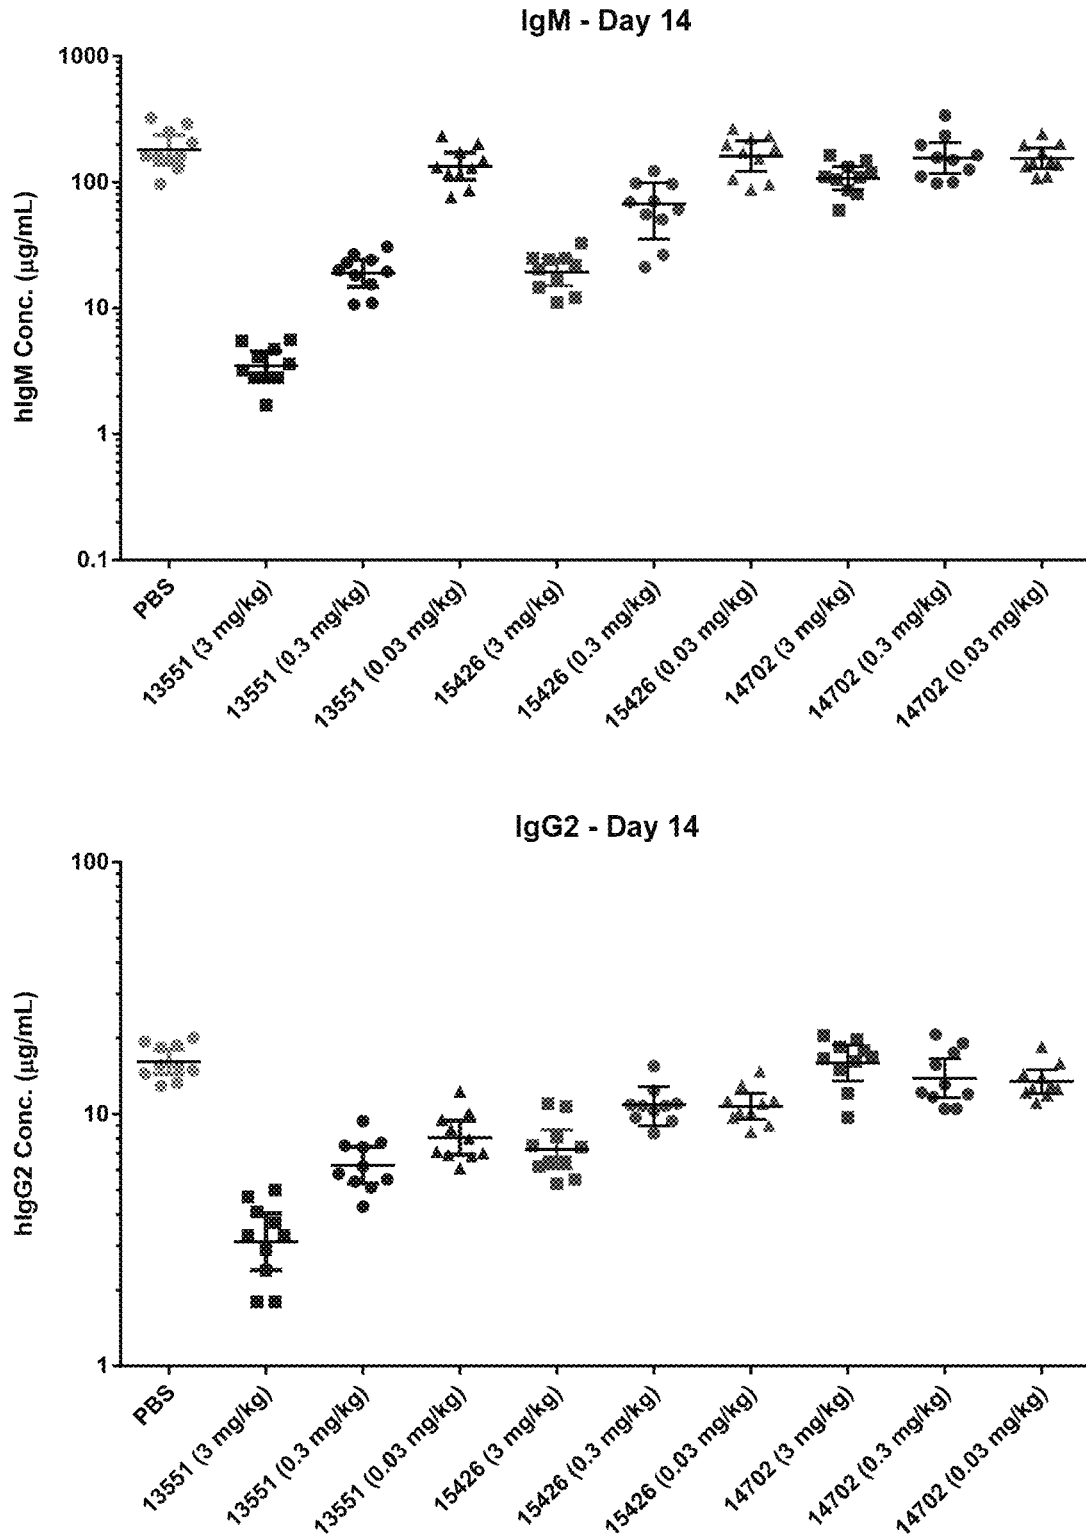 IgM - Day 14
hIgM Conc. (µg/mL)
1000
100
10
1
0.1
PBS
13551 (3 mg/kg)
13551 (0.3 mg/kg)
13551 (0.03 mg/kg)
15426 (3 mg/kg)
15426 (0.3 mg/kg)
15426 (0.03 mg/kg)
14702 (3 mg/kg)
14702 (0.3 mg/kg)
14702 (0.03 mg/kg)
IgG2 - Day 14
hIgG2 Conc. (µg/mL)
100
10
1
PBS
13551 (3 mg/kg)
13551 (0.3 mg/kg)
13551 (0.03 mg/kg)
15426 (3 mg/kg)
15426 (0.3 mg/kg)
15426 (0.03 mg/kg)
14702 (3 mg/kg)
14702 (0.3 mg/kg)
14702 (0.03 mg/kg)